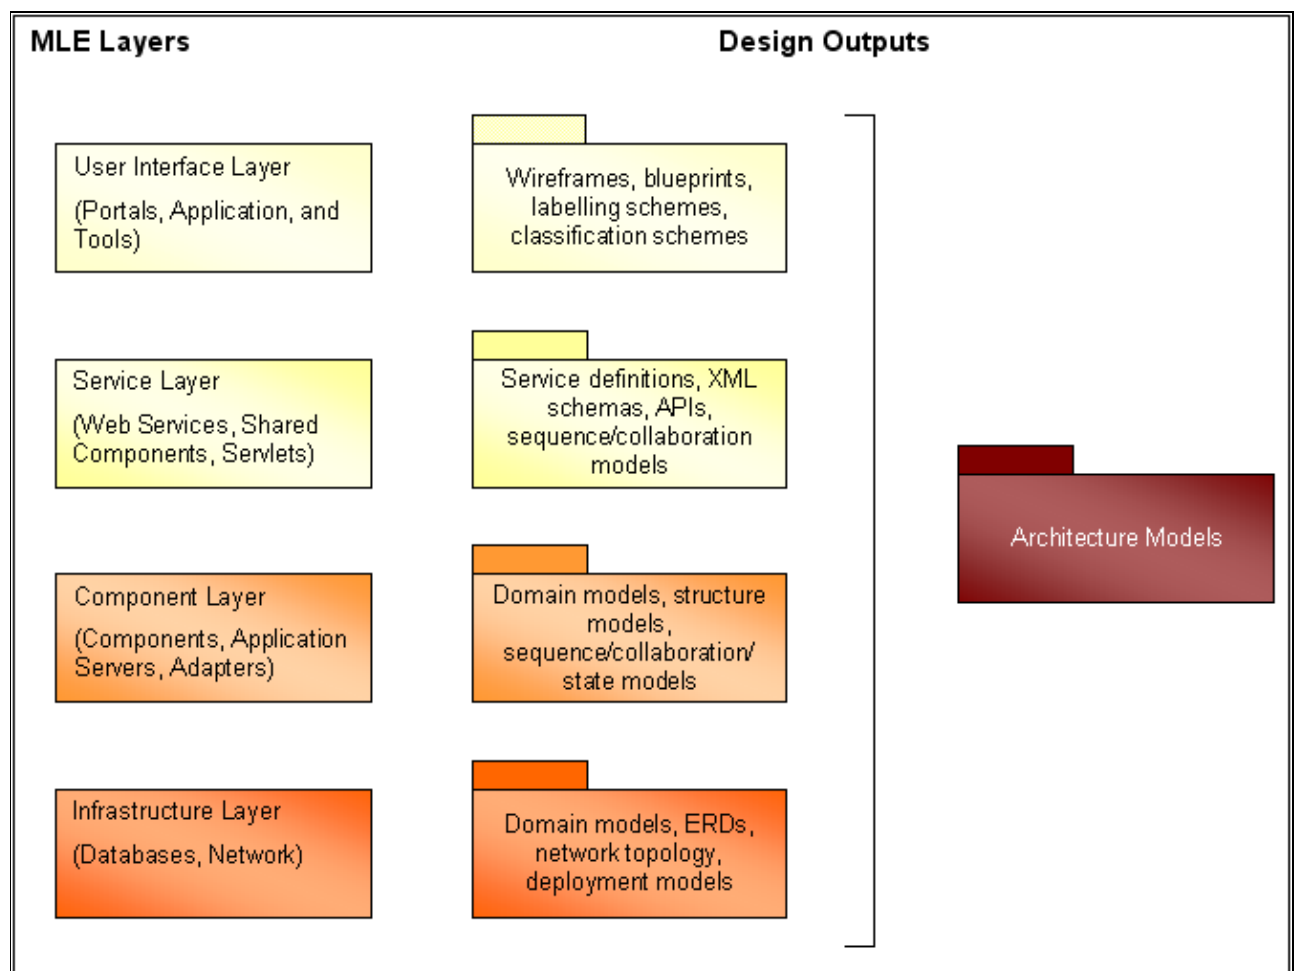 MLE Layers
Design Outputs
User Interface Layer
(Portals, Application, and
Tools)
Wireframes, blueprints,
labelling schemes,
classification schemes
Service Layer
(Web Services, Shared
Components, Servlets)
Service definitions, XML
schemas, APIs,
sequence/collaboration
models
Architecture Models
Component Layer
(Components, Application
Servers, Adapters)
Domain models, structure
models,
sequence/collaboration/
state models
Infrastructure Layer
(Databases, Network)
Domain models, ERDs,
network topology,
deployment models